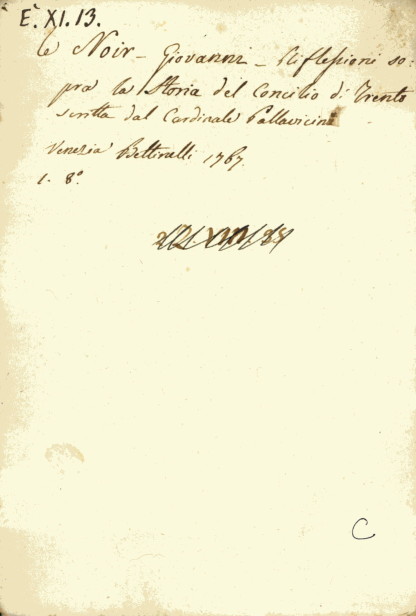 E. XI. 13.
le Noir - Giovanni - Riflessioni so:
pra la Storia del Concilio di Trento
scritta dal Cardinale Pallavicini
Venezia Bettinelli 1767.
1. 8º
C